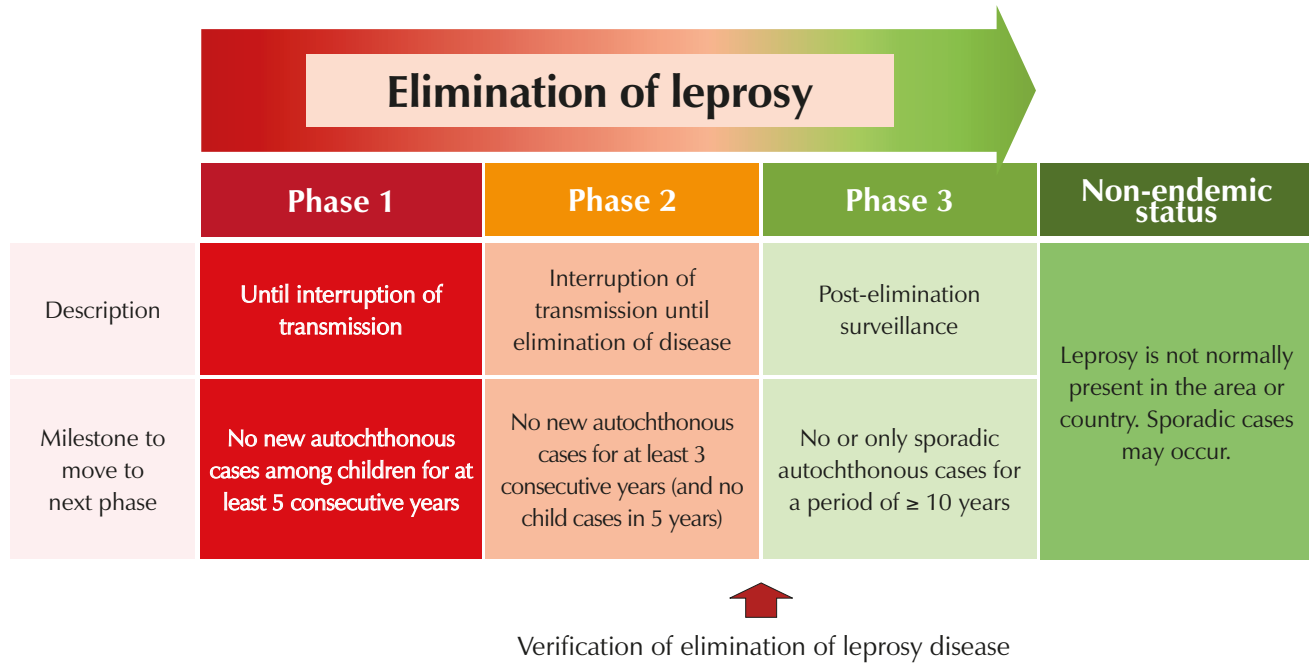 Elimination of leprosy
Phase 1
Phase 2
Phase 3
Non-endemic
status
Description
Until interruption of
transmission
Interruption of
transmission until
elimination of disease
Post-elimination
surveillance
Leprosy is not normally
present in the area or
country. Sporadic cases
may occur.
Milestone to
move to
next phase
No new autochthonous
cases among children for at
least 5 consecutive years
No new autochthonous
cases for at least 3
consecutive years (and no
child cases in 5 years)
No or only sporadic
autochthonous cases for
a period of ≥ 10 years
Verification of elimination of leprosy disease